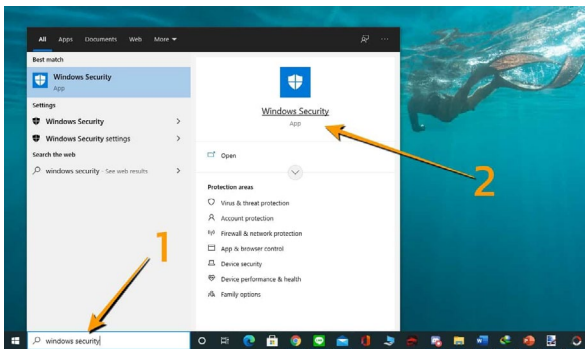 All Apps Documents Web More
Best match
Windows Security
App
Settings
Windows Security
Windows Security settings
Search the web
windows security - See web results
Windows Security
App
Open
Protection areas
Virus & threat protection
Account protection
Firewall & network protection
App & browser control
Device security
Device performance & health
Family options
1
2
windows security